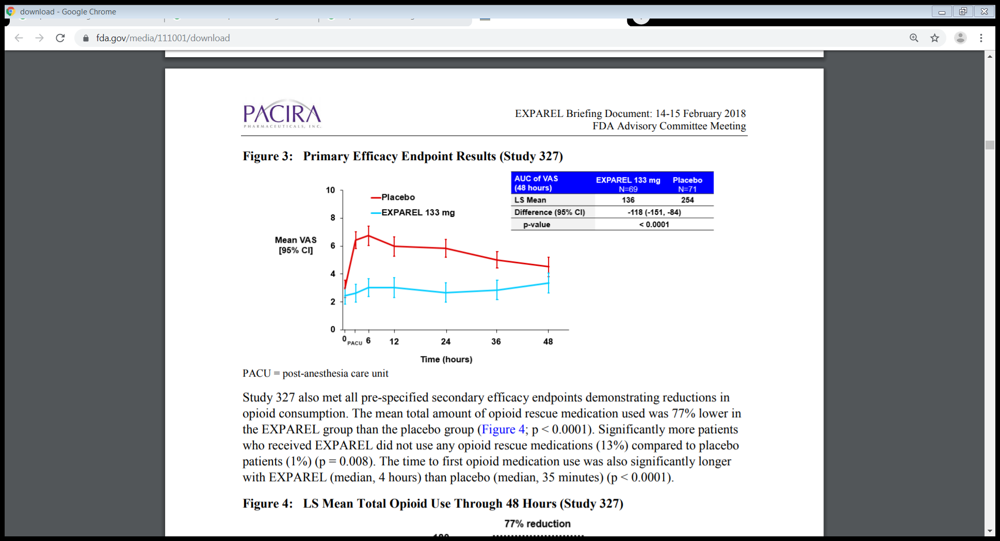 download - Google Chrome
fda.gov/media/111001/download
PACIRA
PHARMACEUTICALS, INC.
EXPAREL Briefing Document: 14-15 February 2018
FDA Advisory Committee Meeting
Figure 3: Primary Efficacy Endpoint Results (Study 327)
AUC of VAS (48 hours) EXPAREL 133 mg N=69 Placebo N=71
LS Mean 136 254
Difference (95% CI) -118 (-151, -84)
p-value < 0.0001
Placebo
EXPAREL 133 mg
Mean VAS
[95% CI]
10
8
6
4
2
0
0 PACU 6 12 24 36 48
Time (hours)
PACU = post-anesthesia care unit
Study 327 also met all pre-specified secondary efficacy endpoints demonstrating reductions in
opioid consumption. The mean total amount of opioid rescue medication used was 77% lower in
the EXPAREL group than the placebo group (Figure 4; p < 0.0001). Significantly more patients
who received EXPAREL did not use any opioid rescue medications (13%) compared to placebo
patients (1%) (p = 0.008). The time to first opioid medication use was also significantly longer
with EXPAREL (median, 4 hours) than placebo (median, 35 minutes) (p < 0.0001).
Figure 4: LS Mean Total Opioid Use Through 48 Hours (Study 327)
77% reduction